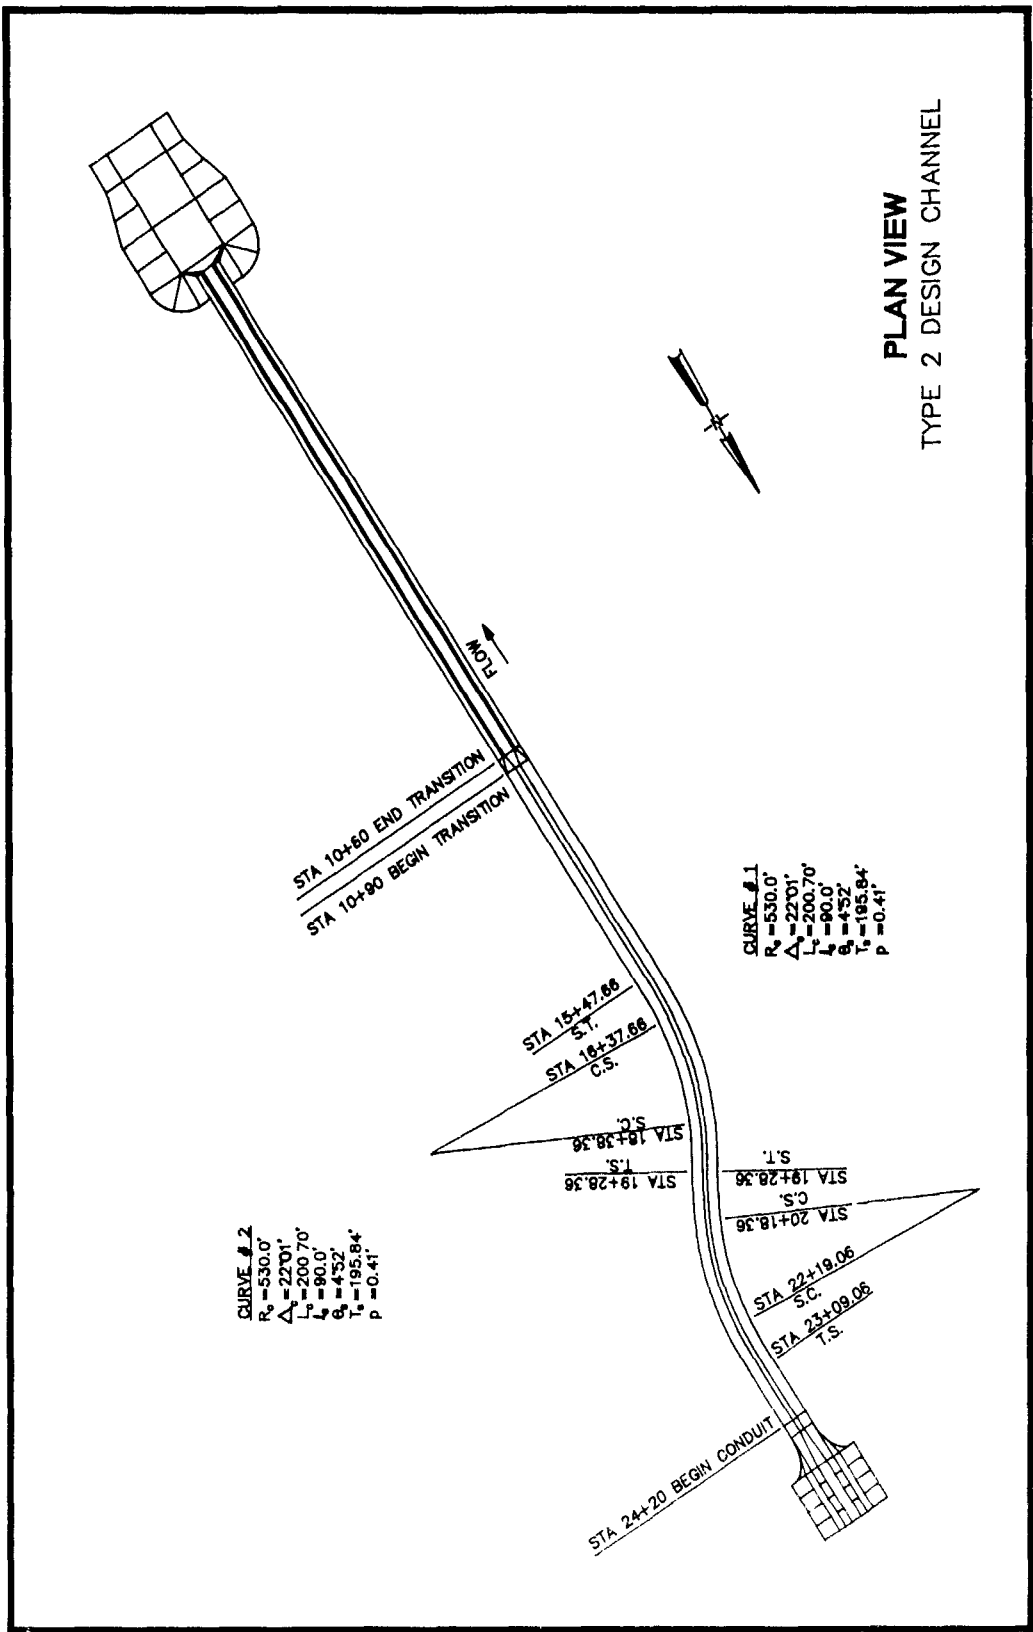 PLAN VIEW
TYPE 2 DESIGN CHANNEL
FLOW
STA 10+60 END TRANSITION
STA 10+90 BEGIN TRANSITION
STA 15+47.66
S.T.
STA 16+37.66
C.S.
STA 18+38.36
S.C.
STA 19+28.36
T.S.
STA 19+28.36
S.T.
STA 20+18.36
C.S.
STA 22+19.06
S.C.
STA 23+09.06
T.S.
STA 24+20 BEGIN CONDUIT
CURVE # 1
Rc =530.0'
Δc =22°01'
Lc =200.70'
ℓs =90.0'
θs =4°52'
Ts =195.84'
P =0.41'
CURVE # 2
Rc =530.0'
Δc =22°01'
Lc =200 70'
ℓs =90.0'
θs =4°52'
Ts =195.84'
P =0.41'